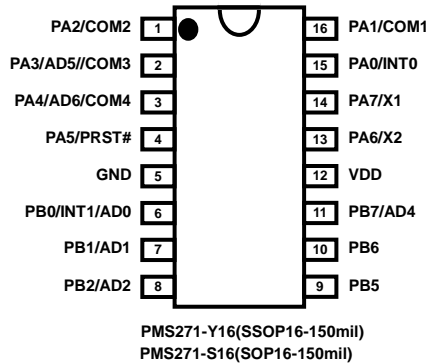 PA2/COM2 1 16 PA1/COM1
PA3/AD5//COM3 2 15 PA0/INT0
PA4/AD6/COM4 3 14 PA7/X1
PA5/PRST# 4 13 PA6/X2
GND 5 12 VDD
PB0/INT1/AD0 6 11 PB7/AD4
PB1/AD1 7 10 PB6
PB2/AD2 8 9 PB5
PMS271-Y16(SSOP16-150mil)
PMS271-S16(SOP16-150mil)